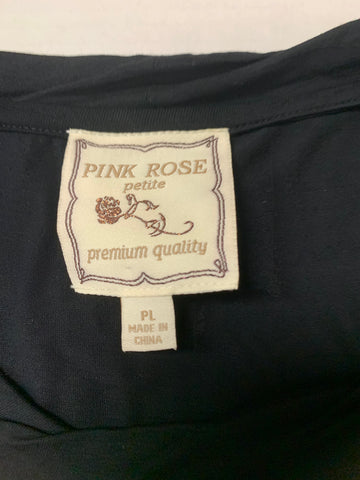 PINK ROSE
petite
premium quality
PL
MADE IN
CHINA